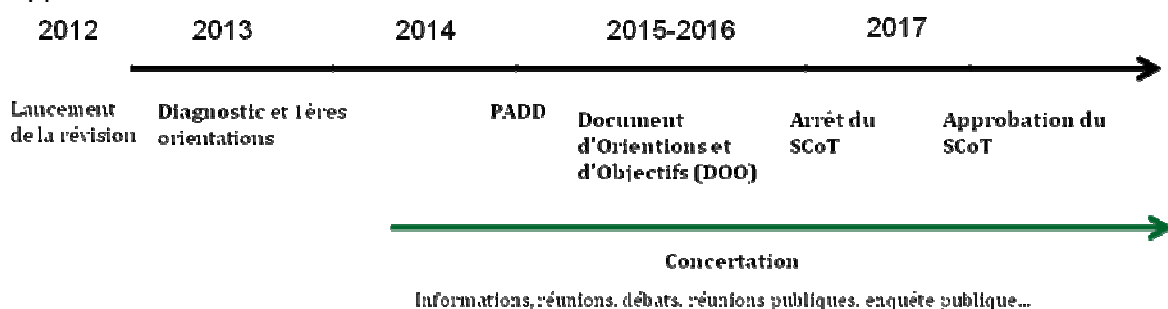 2012 2013 2014 2015-2016 2017
Lancement
de la révision
Diagnostic et 1ères
orientations
PADD
Document
d'Orientions et
d'Objectifs (DOO)
Arrêt du
SCoT
Approbation du
SCoT
Concertation
Informations, réunions, débats, réunions publiques, enquête publique...